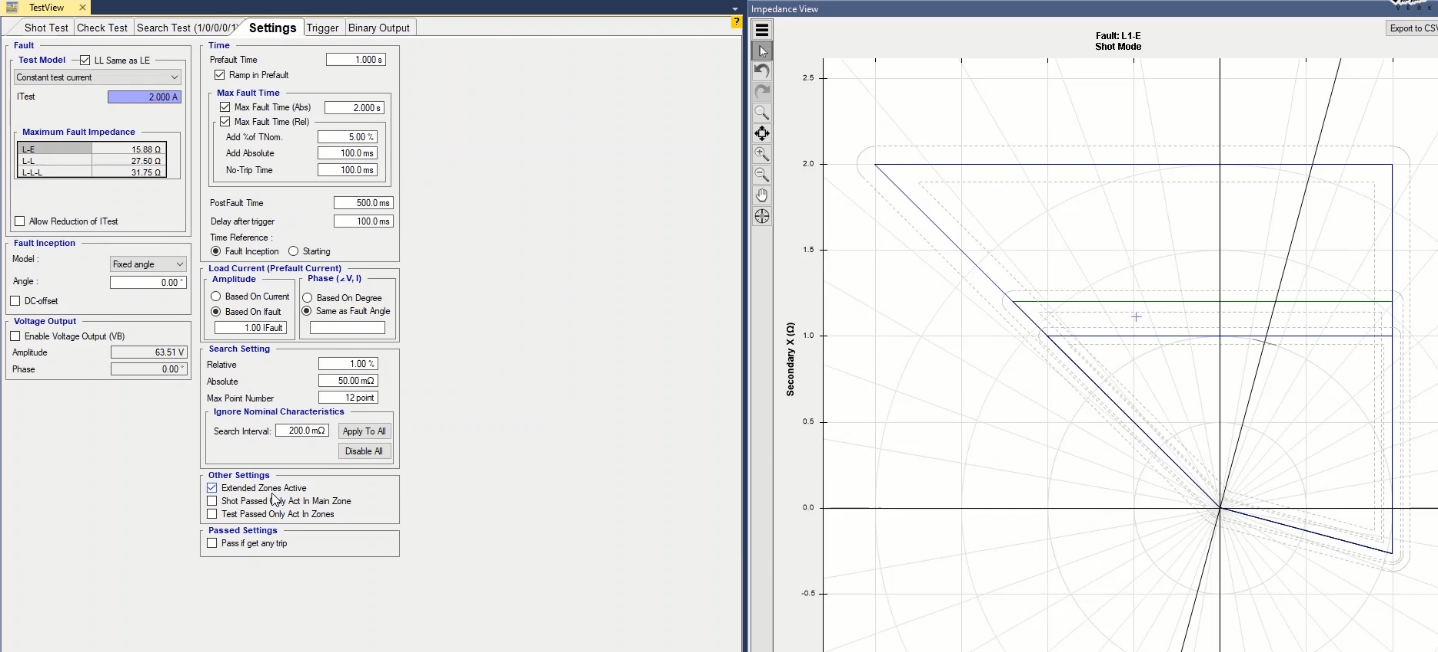 TestView
Impedance View
Shot Test
Check Test
Search Test (1/0/0/0/1)
Settings
Trigger
Binary Output
?
Fault
Test Model
LL Same as LE
Constant test current
ITest
2.000 A
Maximum Fault Impedance
L-E 15.88 Ω
L-L 27.50 Ω
L-L-L 31.75 Ω
Allow Reduction of ITest
Fault Inception
Model :
Fixed angle
Angle :
0.00 °
DC-offset
Voltage Output
Enable Voltage Output (VB)
Amplitude 63.51 V
Phase 0.00 °
Time
Prefault Time 1.000 s
Ramp in Prefault
Max Fault Time
Max Fault Time (Abs) 2.000 s
Max Fault Time (Rel)
Add %of TNom. 5.00 %
Add Absolute 100.0 ms
No-Trip Time 100.0 ms
PostFault Time 500.0 ms
Delay after trigger 100.0 ms
Time Reference :
Fault Inception
Starting
Load Current (Prefault Current)
Amplitude
Based On Current
Based On Ifault
1.00 IFault
Phase (∠V, I)
Based On Degree
Same as Fault Angle
Search Setting
Relative 1.00 %
Absolute 50.00 mΩ
Max Point Number 12 point
Ignore Nominal Characteristics
Search Interval: 200.0 mΩ
Apply To All
Disable All
Other Settings
Extended Zones Active
Shot Passed Only Act In Main Zone
Test Passed Only Act In Zones
Passed Settings
Pass if get any trip
Export to CSV
Fault: L1-E
Shot Mode
Secondary X (Ω)
2.5
2.0
1.5
1.0
0.5
0.0
-0.5